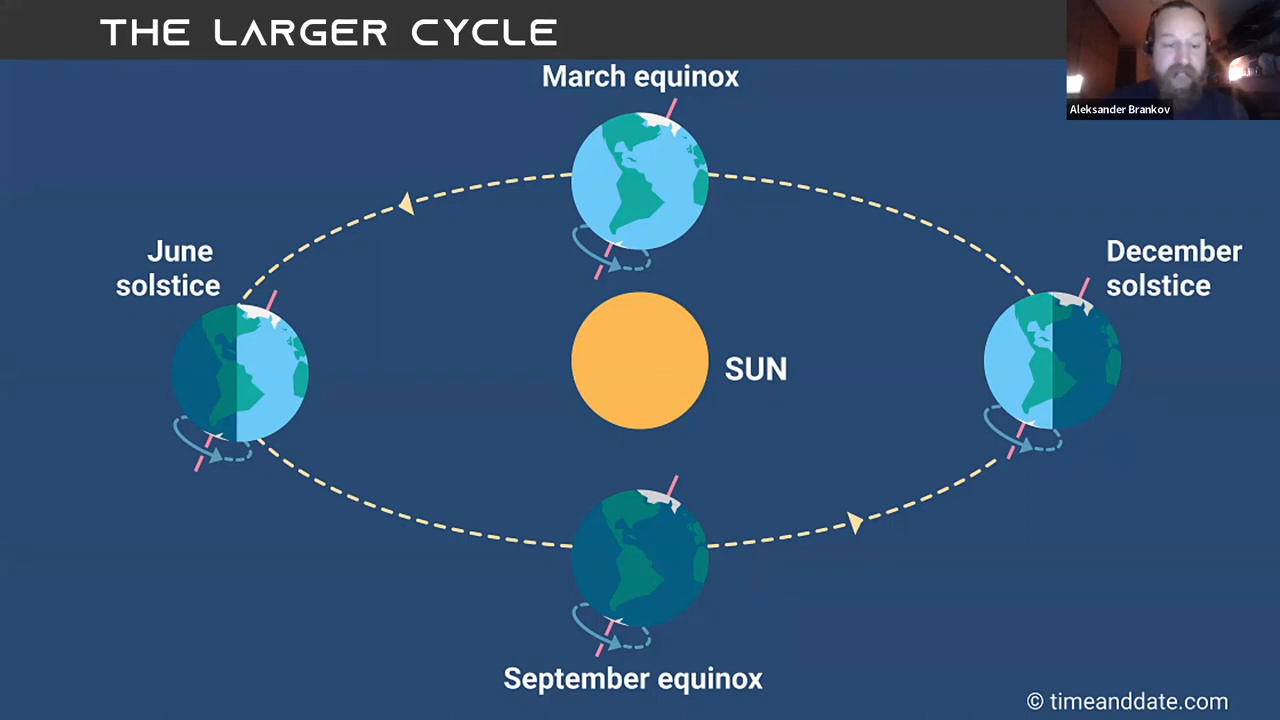 THE LARGER CYCLE
Aleksander Brankov
March equinox
June
solstice
December
solstice
SUN
September equinox
© timeanddate.com